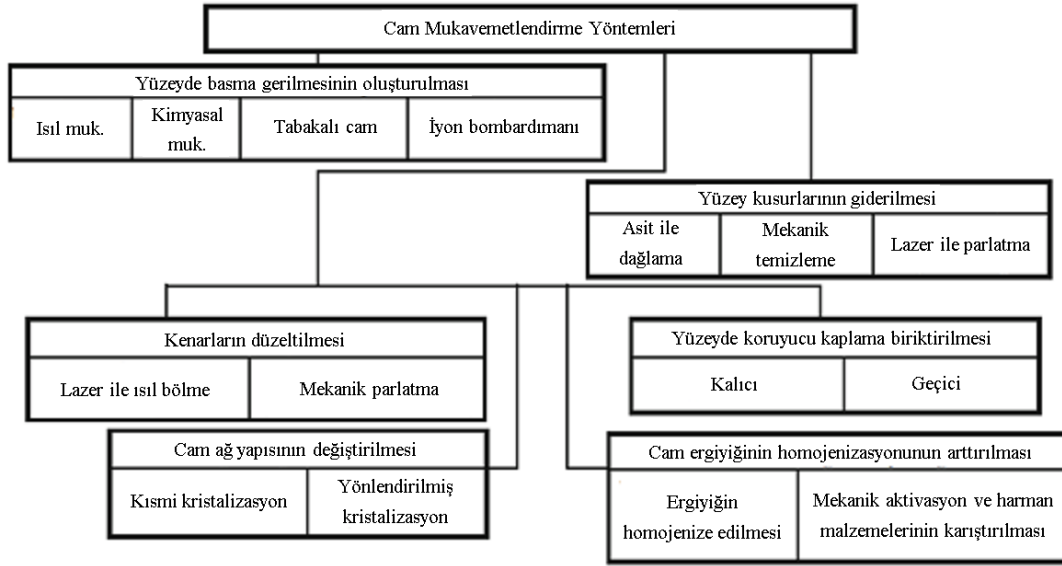 Cam Mukavemetlendirme Yöntemleri
Yüzeyde basma gerilmesinin oluşturulması
Isıl muk.
Kimyasal
muk.
Tabakalı cam
İyon bombardımanı
Yüzey kusurlarının giderilmesi
Asit ile
dağlama
Mekanik
temizleme
Lazer ile parlatma
Kenarların düzeltilmesi
Lazer ile ısıl bölme
Mekanik parlatma
Yüzeyde koruyucu kaplama biriktirilmesi
Kalıcı
Geçici
Cam ağ yapısının değiştirilmesi
Kısmi kristalizasyon
Yönlendirilmiş
kristalizasyon
Cam ergiyiğinin homojenizasyonunun arttırılması
Ergiyiğin
homojenize edilmesi
Mekanik aktivasyon ve harman
malzemelerinin karıştırılması